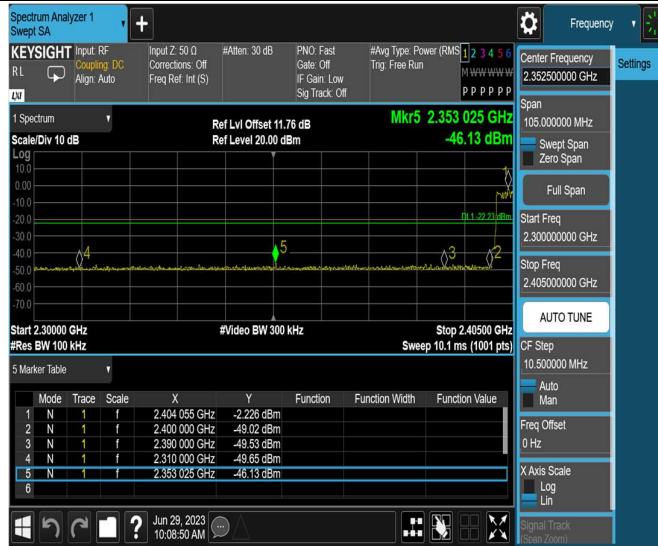 Spectrum Analyzer 1
Swept SA
Frequency
KEYSIGHT Input: RF Input Z: 50 Ω #Atten: 30 dB PNO: Fast #Avg Type: Power (RMS 1 2 3 4 5 6
R L Coupling: DC Corrections: Off Gate: Off Trig: Free Run M W W W W W
Align: Auto Freq Ref: Int (S) IF Gain: Low
LXI Sig Track: Off P P P P P P
Center Frequency
2.352500000 GHz
Settings
Span
105.000000 MHz
Swept Span
Zero Span
Full Span
Start Freq
2.300000000 GHz
Stop Freq
2.405000000 GHz
AUTO TUNE
CF Step
10.500000 MHz
Auto
Man
Freq Offset
0 Hz
X Axis Scale
Log
Lin
Signal Track
(Span Zoom)
1 Spectrum
Ref Lvl Offset 11.76 dB Mkr5 2.353 025 GHz
Scale/Div 10 dB Ref Level 20.00 dBm -46.13 dBm
Log
10.0
0.00
-10.0
-20.0
-30.0
-40.0
-50.0
-60.0
-70.0
1
DL1 -22.23 dBm
4 5 3 2
Start 2.30000 GHz #Video BW 300 kHz Stop 2.40500 GHz
#Res BW 100 kHz Sweep 10.1 ms (1001 pts)
5 Marker Table
Mode Trace Scale X Y Function Function Width Function Value
1 N 1 f 2.404 055 GHz -2.226 dBm
2 N 1 f 2.400 000 GHz -49.02 dBm
3 N 1 f 2.390 000 GHz -49.53 dBm
4 N 1 f 2.310 000 GHz -49.65 dBm
5 N 1 f 2.353 025 GHz -46.13 dBm
6
Jun 29, 2023
10:08:50 AM